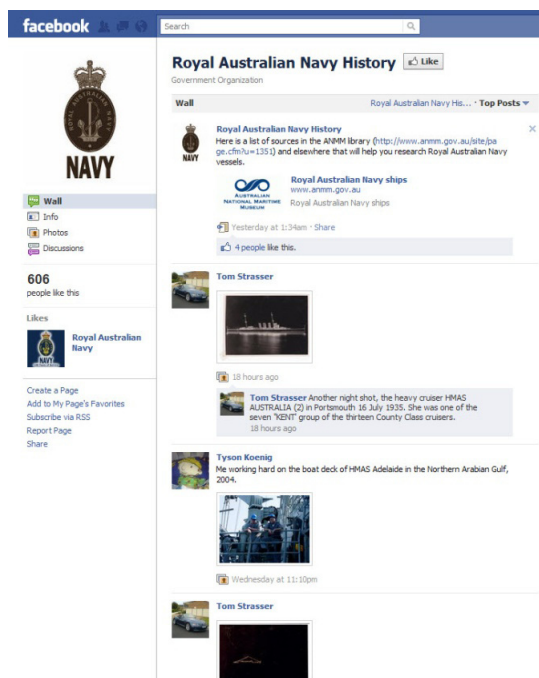 facebook
Search
Royal Australian Navy History
Like
Government Organization
ROYAL AUSTRALIAN NAVY
NAVY
Wall
Info
Photos
Discussions
606
people like this
Likes
NAVY
Royal Australian
Navy
Create a Page
Add to My Page's Favorites
Subscribe via RSS
Report Page
Share
Wall
Royal Australian Navy His... · Top Posts
NAVY
Royal Australian Navy History
Here is a list of sources in the ANMM library (http://www.anmm.gov.au/site/pa
ge.cfm?u=1351) and elsewhere that will help you research Royal Australian Navy
vessels.
AUSTRALIAN
NATIONAL MARITIME
MUSEUM
Royal Australian Navy ships
www.anmm.gov.au
Royal Australian Navy ships
Yesterday at 1:34am · Share
4 people like this.
Tom Strasser
18 hours ago
Tom Strasser Another night shot, the heavy cruiser HMAS
AUSTRALIA (2) in Portsmouth 16 July 1935. She was one of the
seven "KENT" group of the thirteen County Class cruisers.
18 hours ago
Tyson Koenig
Me working hard on the boat deck of HMAS Adelaide in the Northern Arabian Gulf,
2004.
Wednesday at 11:10pm
Tom Strasser